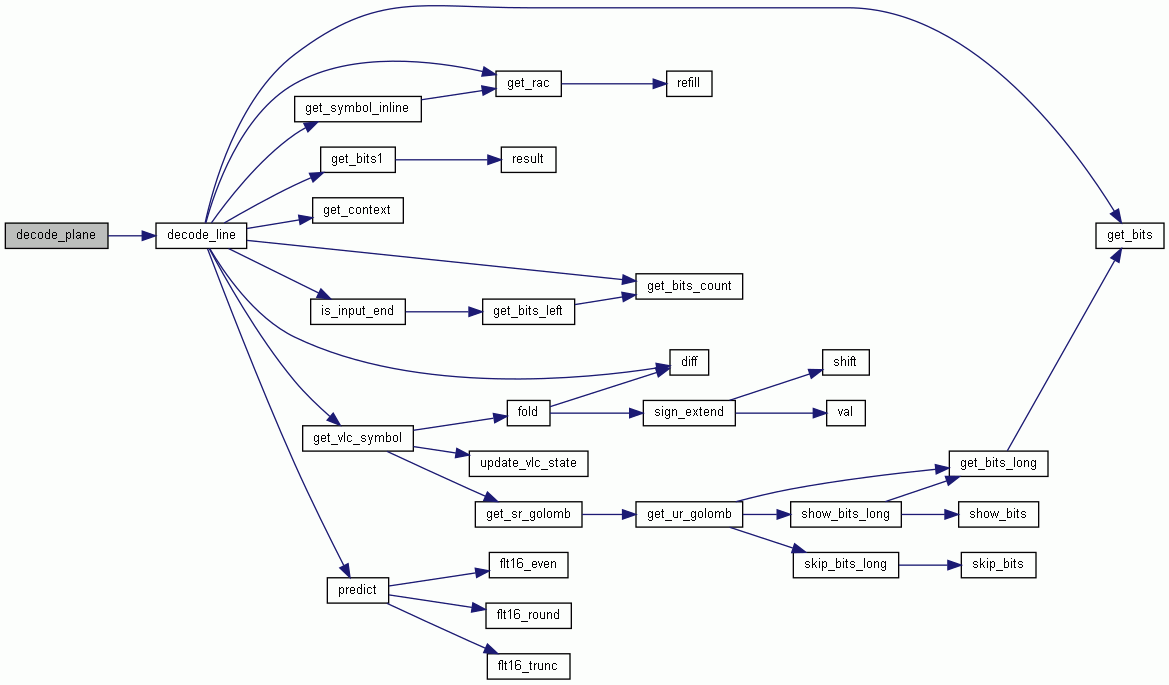 get_rac
refill
get_symbol_inline
get_bits1
result
get_context
decode_plane
decode_line
get_bits
get_bits_count
is_input_end
get_bits_left
diff
shift
fold
sign_extend
val
get_vlc_symbol
update_vlc_state
get_bits_long
get_sr_golomb
get_ur_golomb
show_bits_long
show_bits
flt16_even
skip_bits_long
skip_bits
predict
flt16_round
flt16_trunc